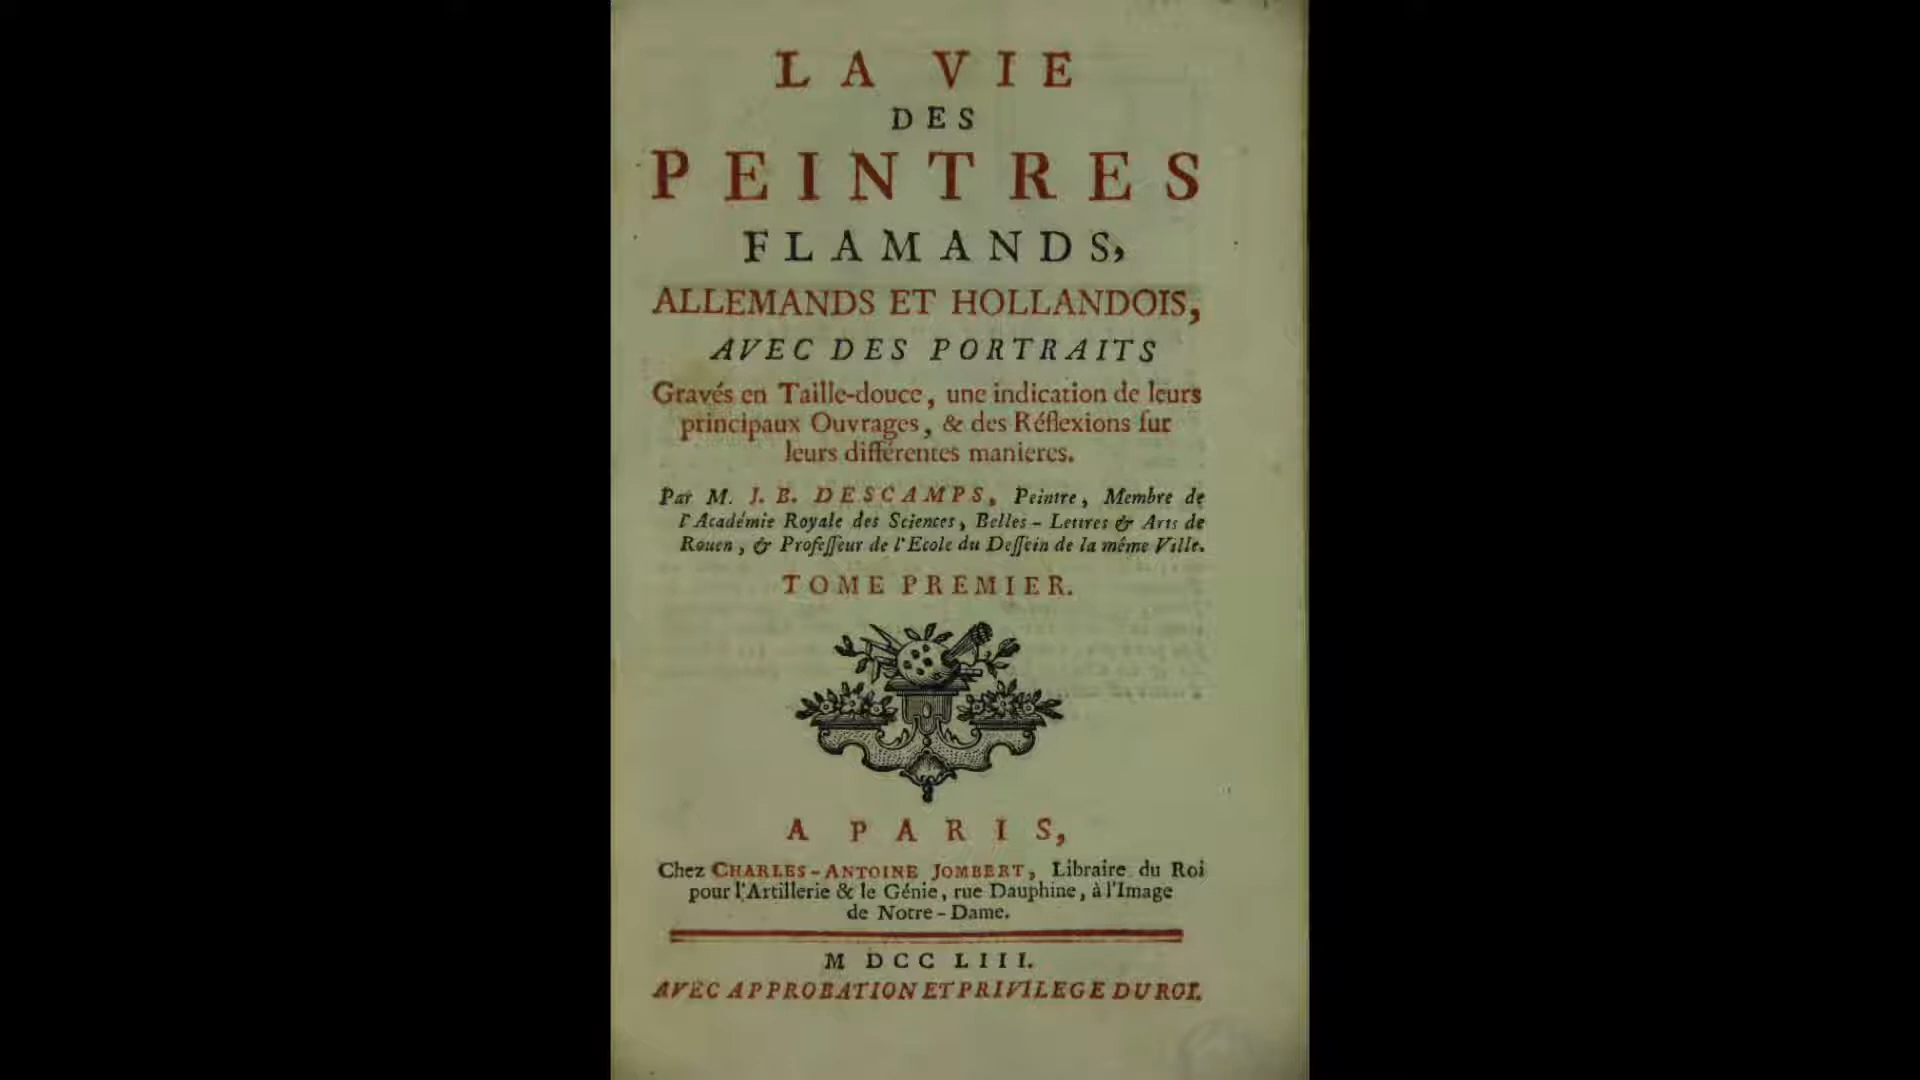 LA VIE
DES
PEINTRES
FLAMANDS,
ALLEMANDS ET HOLLANDOIS,
AVEC DES PORTRAITS
Gravés en Taille-douce, une indication de leurs
principaux Ouvrages, & des Réflexions ſur
leurs différentes manieres.
Par M. J. B. DESCAMPS, Peintre, Membre de
l'Académie Royale des Sciences, Belles-Lettres & Arts de
Rouen, & Profeſſeur de l'Ecole du Deſſein de la même Ville.
TOME PREMIER.
A PARIS,
Chez CHARLES-ANTOINE JOMBERT, Libraire du Roi
pour l'Artillerie & le Génie, rue Dauphine, à l'Image
de Notre-Dame.
M DCC LIII.
AVEC APPROBATION ET PRIVILEGE DU ROI.